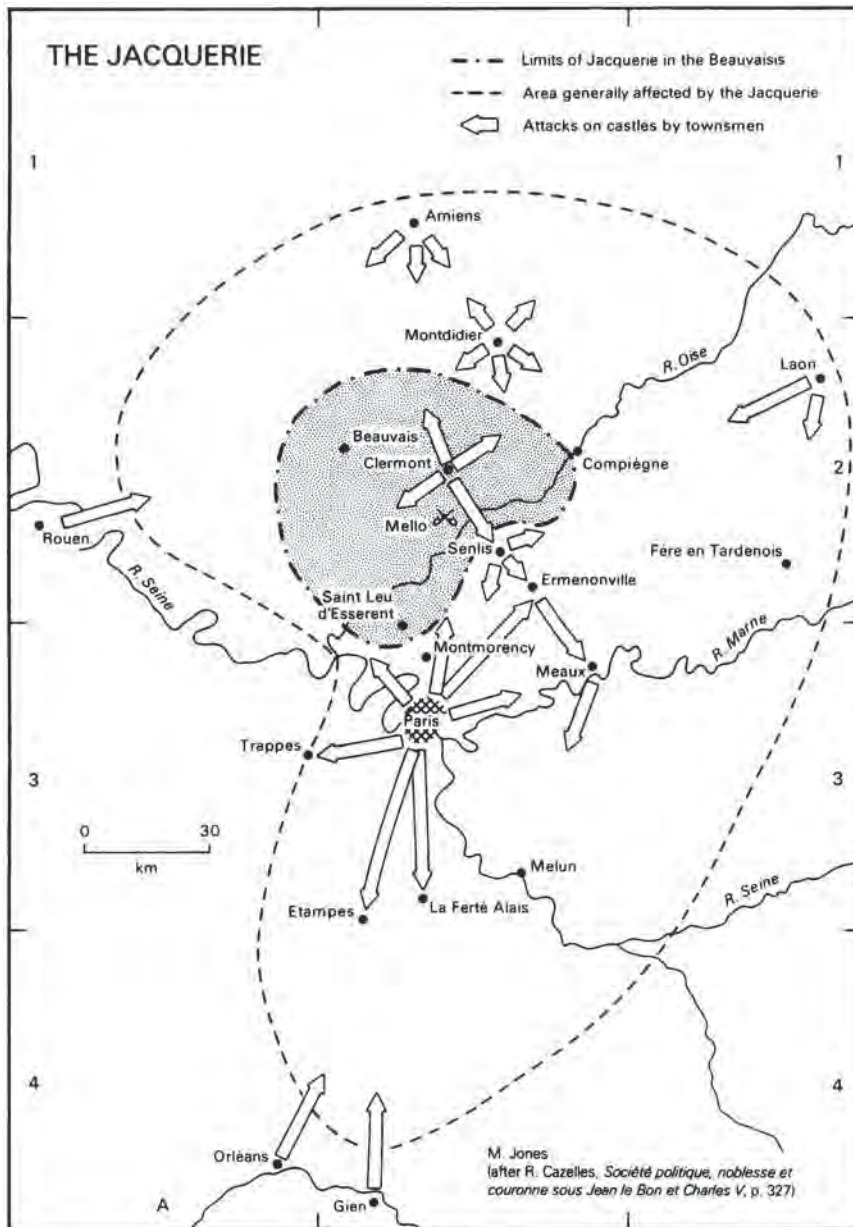 THE JACQUERIE
Limits of Jacquerie in the Beauvaisis
Area generally affected by the Jacquerie
Attacks on castles by townsmen
1
1
Amiens
Montdidier
R. Oise
Laon
Beauvais
Clermont
Compiègne
2
Mello
Rouen
Senlis
Fére en Tardenois
R. Seine
Ermenonville
Saint Leu
d'Esserent
Montmorency
R. Marne
Meaux
Paris
Trappes
3
3
0
30
km
Melun
R. Seine
Etampes
La Ferté Alais
4
4
Orléans
M. Jones
(after R. Cazelles, Société politique, noblesse et
couronne sous Jean le Bon et Charles V, p. 327)
A
Gien